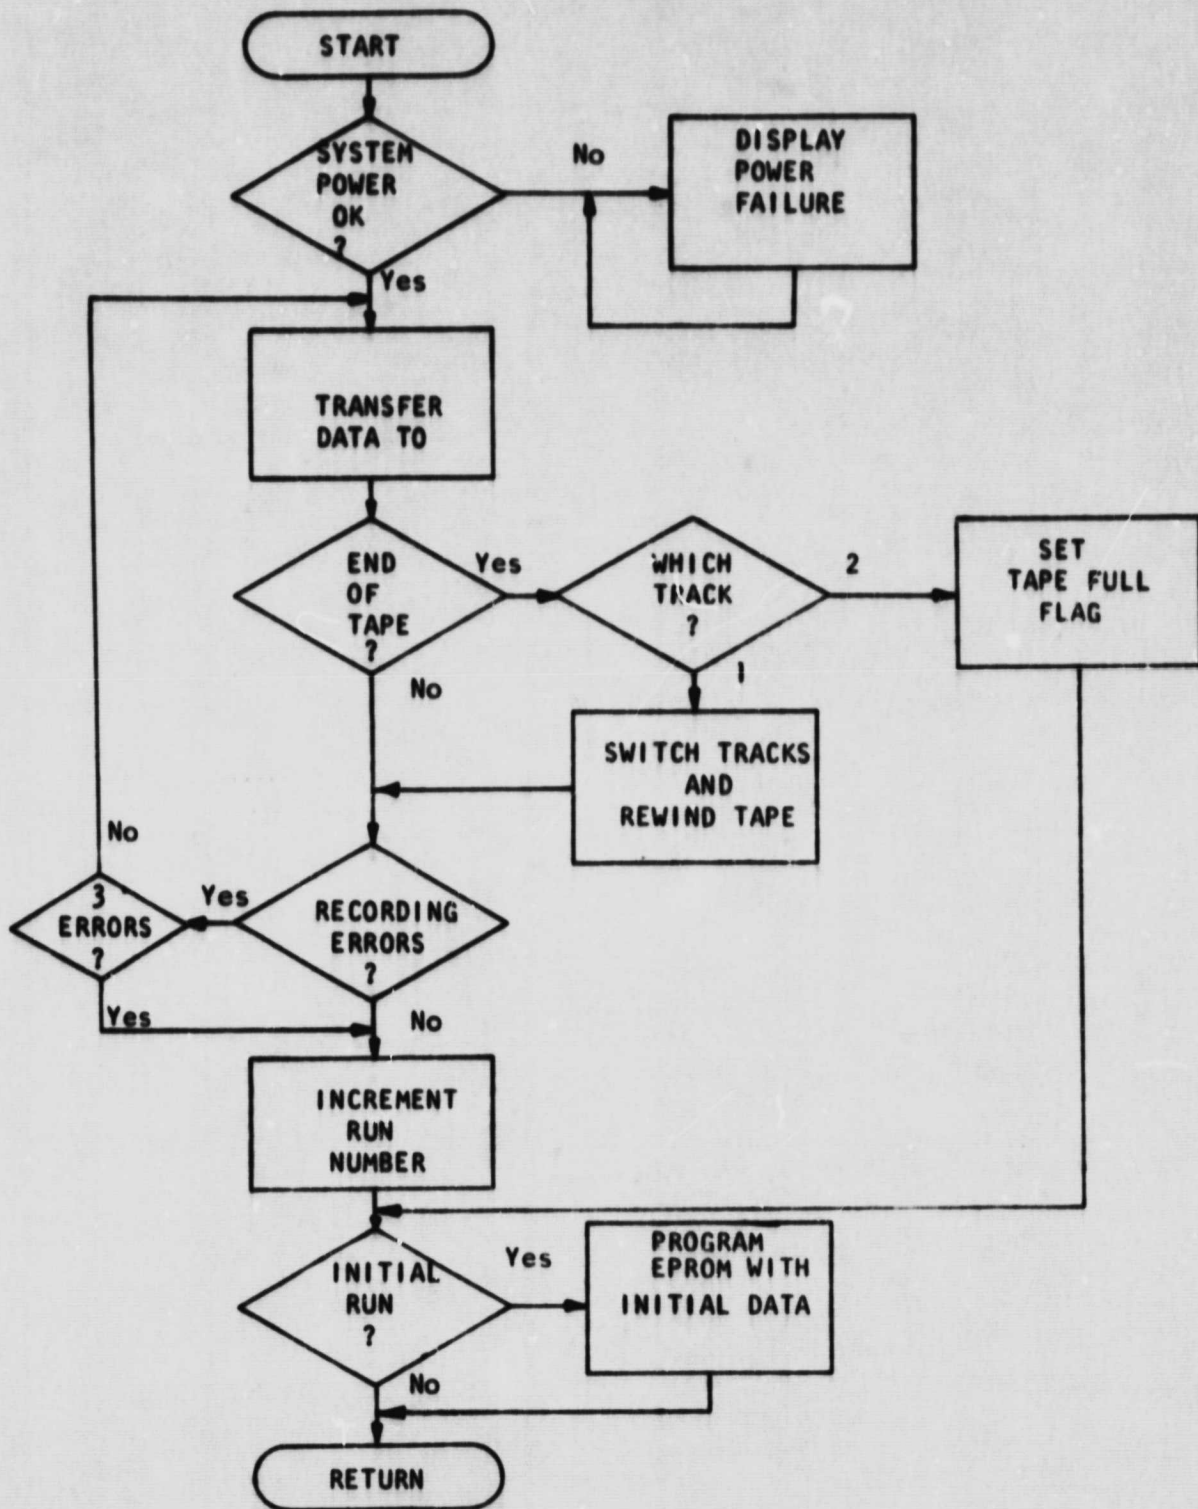 START
SYSTEM
POWER
OK
?
No
DISPLAY
POWER
FAILURE
Yes
TRANSFER
DATA TO
END
OF
TAPE
?
Yes
WHICH
TRACK
?
2
SET
TAPE FULL
FLAG
No
1
SWITCH TRACKS
AND
REWIND TAPE
No
3
ERRORS
?
Yes
RECORDING
ERRORS
?
Yes
No
INCREMENT
RUN
NUMBER
INITIAL
RUN
?
Yes
PROGRAM
EPROM WITH
INITIAL DATA
No
RETURN